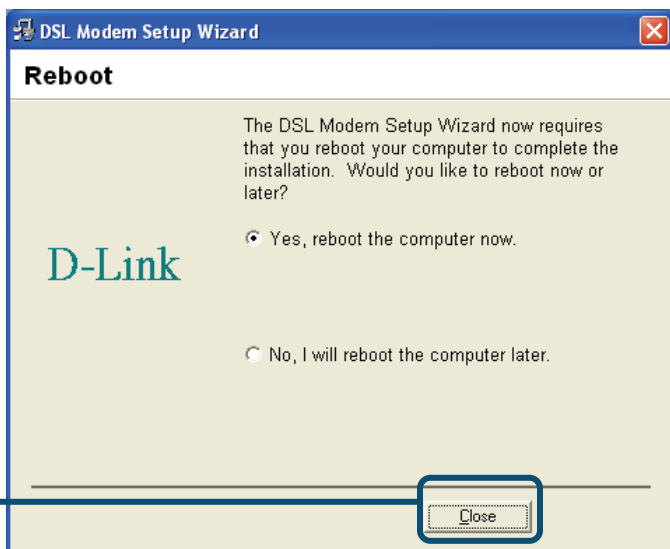 DSL Modem Setup Wizard
Reboot
The DSL Modem Setup Wizard now requires
that you reboot your computer to complete the
installation.  Would you like to reboot now or
later?
Yes, reboot the computer now.
D-Link
No, I will reboot the computer later.
Close